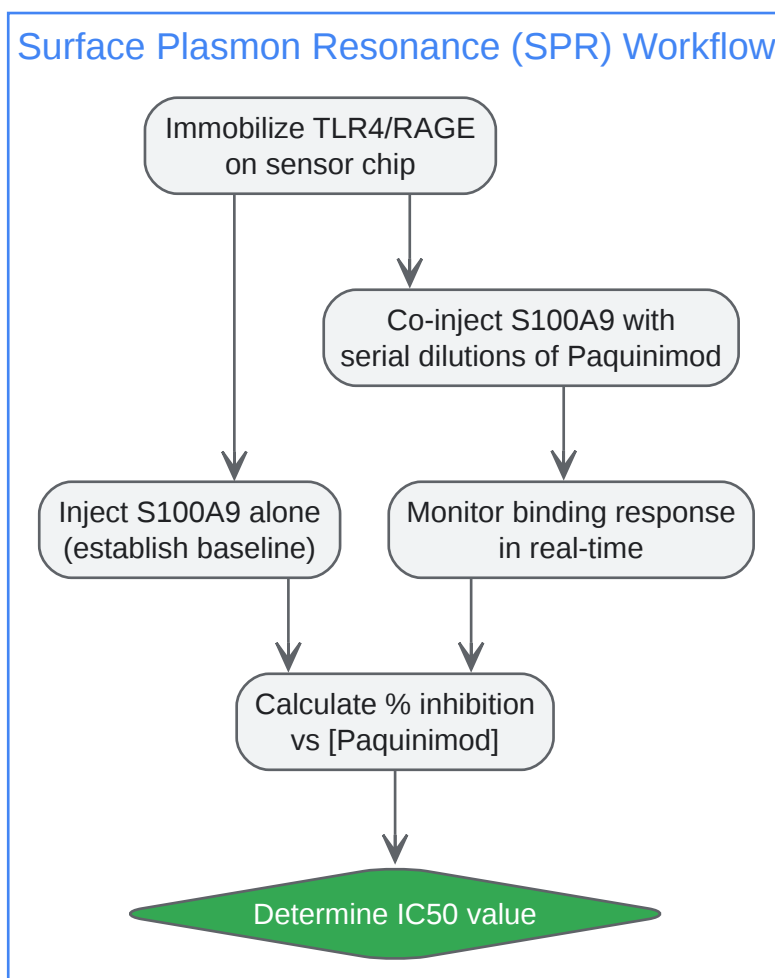 Surface Plasmon Resonance (SPR) Workflow
Immobilize TLR4/RAGE
on sensor chip
Co-inject S100A9 with
serial dilutions of Paquinimod
Inject S100A9 alone
(establish baseline)
Monitor binding response
in real-time
Calculate % inhibition
vs [Paquinimod]
Determine IC50 value